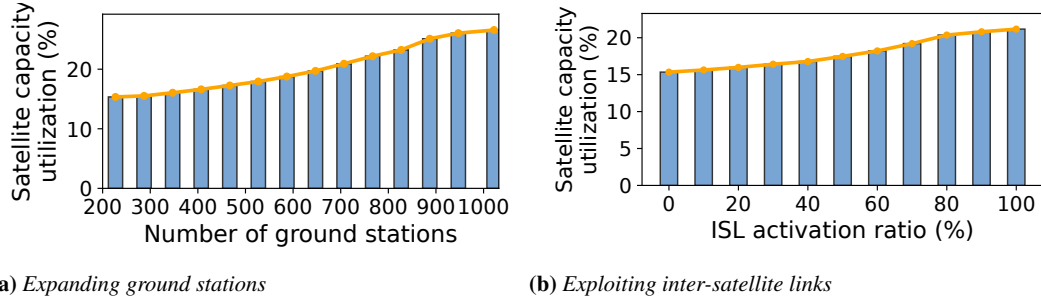 Satellite capacity
utilization (%)
20
10
0
200 300 400 500 600 700 800 900 1000
Number of ground stations
a) Expanding ground stations
Satellite capacity
utilization (%)
20
15
10
5
0
0 20 40 60 80 100
ISL activation ratio (%)
(b) Exploiting inter-satellite links